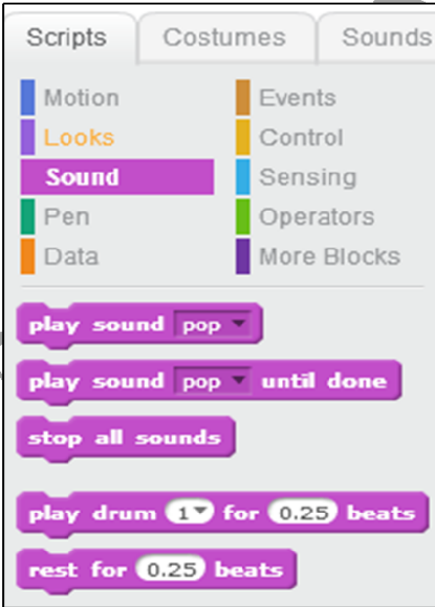 Scripts Costumes Sounds
Motion Events
Looks Control
Sound Sensing
Pen Operators
Data More Blocks
play sound pop
play sound pop until done
stop all sounds
play drum 1 for 0.25 beats
rest for 0.25 beats